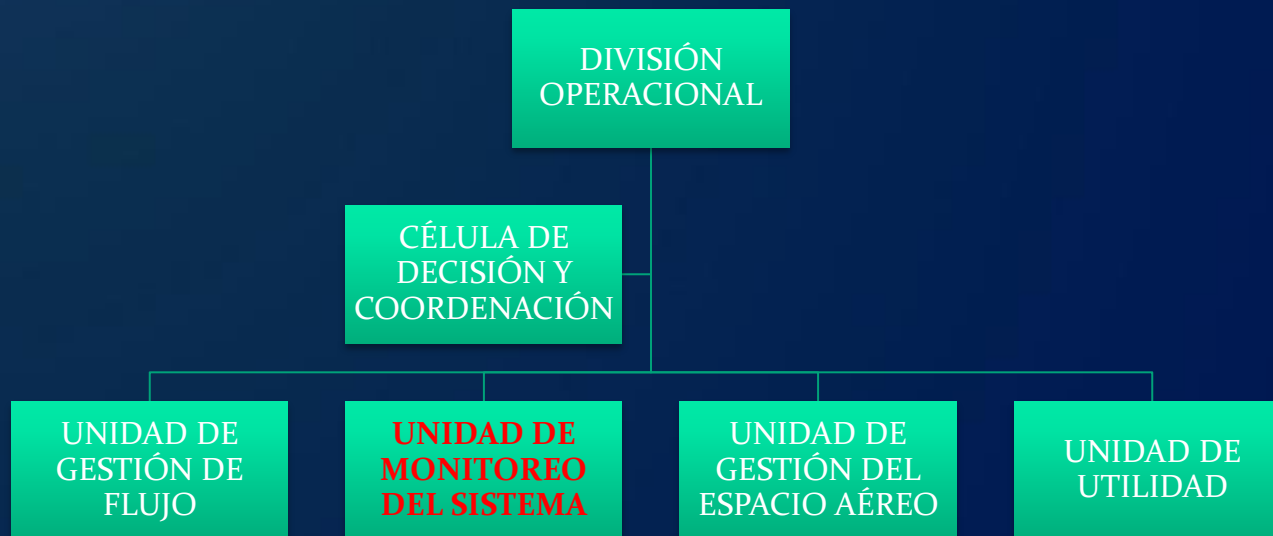 DIVISIÓN
OPERACIONAL
CÉLULA DE
DECISIÓN Y
COORDENACIÓN
UNIDAD DE
GESTIÓN DE
FLUJO
UNIDAD DE
MONITOREO
DEL SISTEMA
UNIDAD DE
GESTIÓN DEL
ESPACIO AÉREO
UNIDAD DE
UTILIDAD